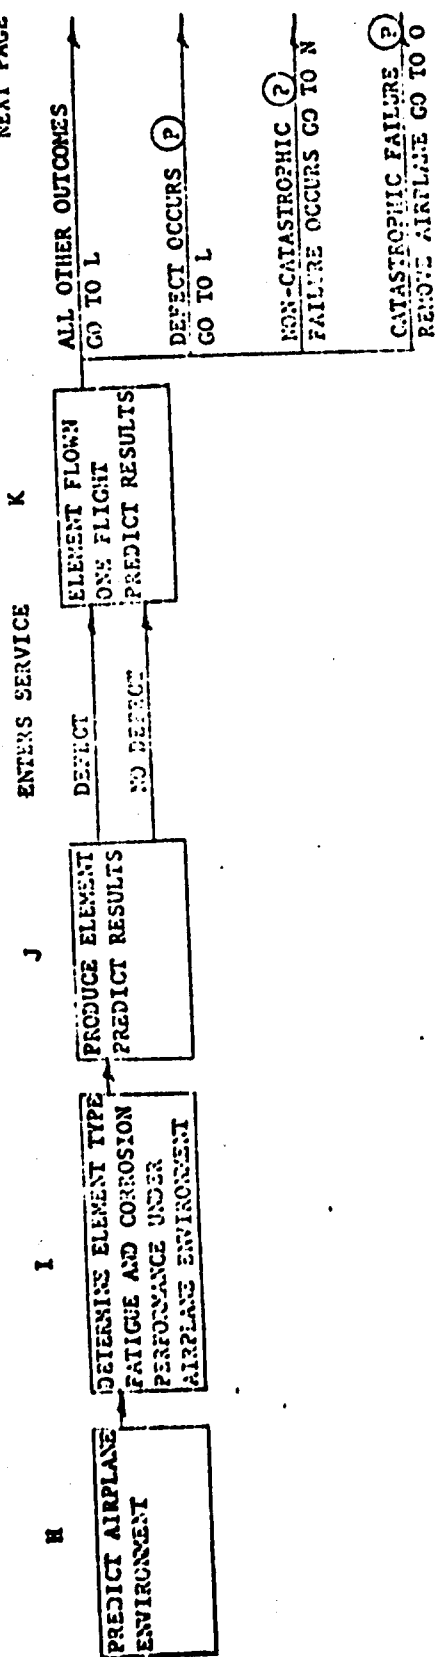 NEXT PAGE
H
PREDICT AIRPLANE
ENVIRONMENT
I
DETERMINE ELEMENT TYPE
FATIGUE AND CORROSION
PERFORMANCE UNDER
AIRPLANE ENVIRONMENT
J
PRODUCE ELEMENT
PREDICT RESULTS
ENTERS SERVICE
DEFECT
NO DEFECT
K
ELEMENT FLOWN
ONE FLIGHT
PREDICT RESULTS
ALL OTHER OUTCOMES
GO TO L
DEFECT OCCURS (?)
GO TO L
NON-CATASTROPHIC (?)
FAILURE OCCURS GO TO N
CATASTROPHIC FAILURE (?)
REMOVE AIRPLANE GO TO O